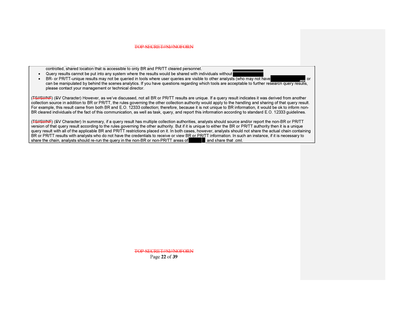 TOP SECRET//SI//NOFORN
controlled, shared location that is accessible to only BR and PR/TT cleared personnel.
• Query results cannot be put into any system where the results would be shared with individuals without
• BR- or PR/TT-unique results may not be queried in tools where user queries are visible to other analysts (who may not have or
can be manipulated by behind the scenes analytics. If you have questions regarding which tools are acceptable to further research query results,
please contact your management or technical director.
(TS//SI//NF) (SV Character) However, as we've discussed, not all BR or PR/TT results are unique. If a query result indicates it was derived from another
collection source in addition to BR or PR/TT, the rules governing the other collection authority would apply to the handling and sharing of that query result.
For example, this result came from both BR and E.O. 12333 collection; therefore, because it is not unique to BR information, it would be ok to inform non-
BR cleared individuals of the fact of this communication, as well as task, query, and report this information according to standard E.O. 12333 guidelines.
(TS//SI//NF) (SV Character) In summary, if a query result has multiple collection authorities, analysts should source and/or report the non-BR or PR/TT
version of that query result according to the rules governing the other authority. But if it is unique to either the BR or PR/TT authority then it is a unique
query result with all of the applicable BR and PR/TT restrictions placed on it. In both cases, however, analysts should not share the actual chain containing
BR or PR/TT results with analysts who do not have the credentials to receive or view BR or PR/TT information. In such an instance, if it is necessary to
share the chain, analysts should re-run the query in the non-BR or non-PR/TT areas of and share that .cml.
TOP SECRET//SI//NOFORN
Page 22 of 39